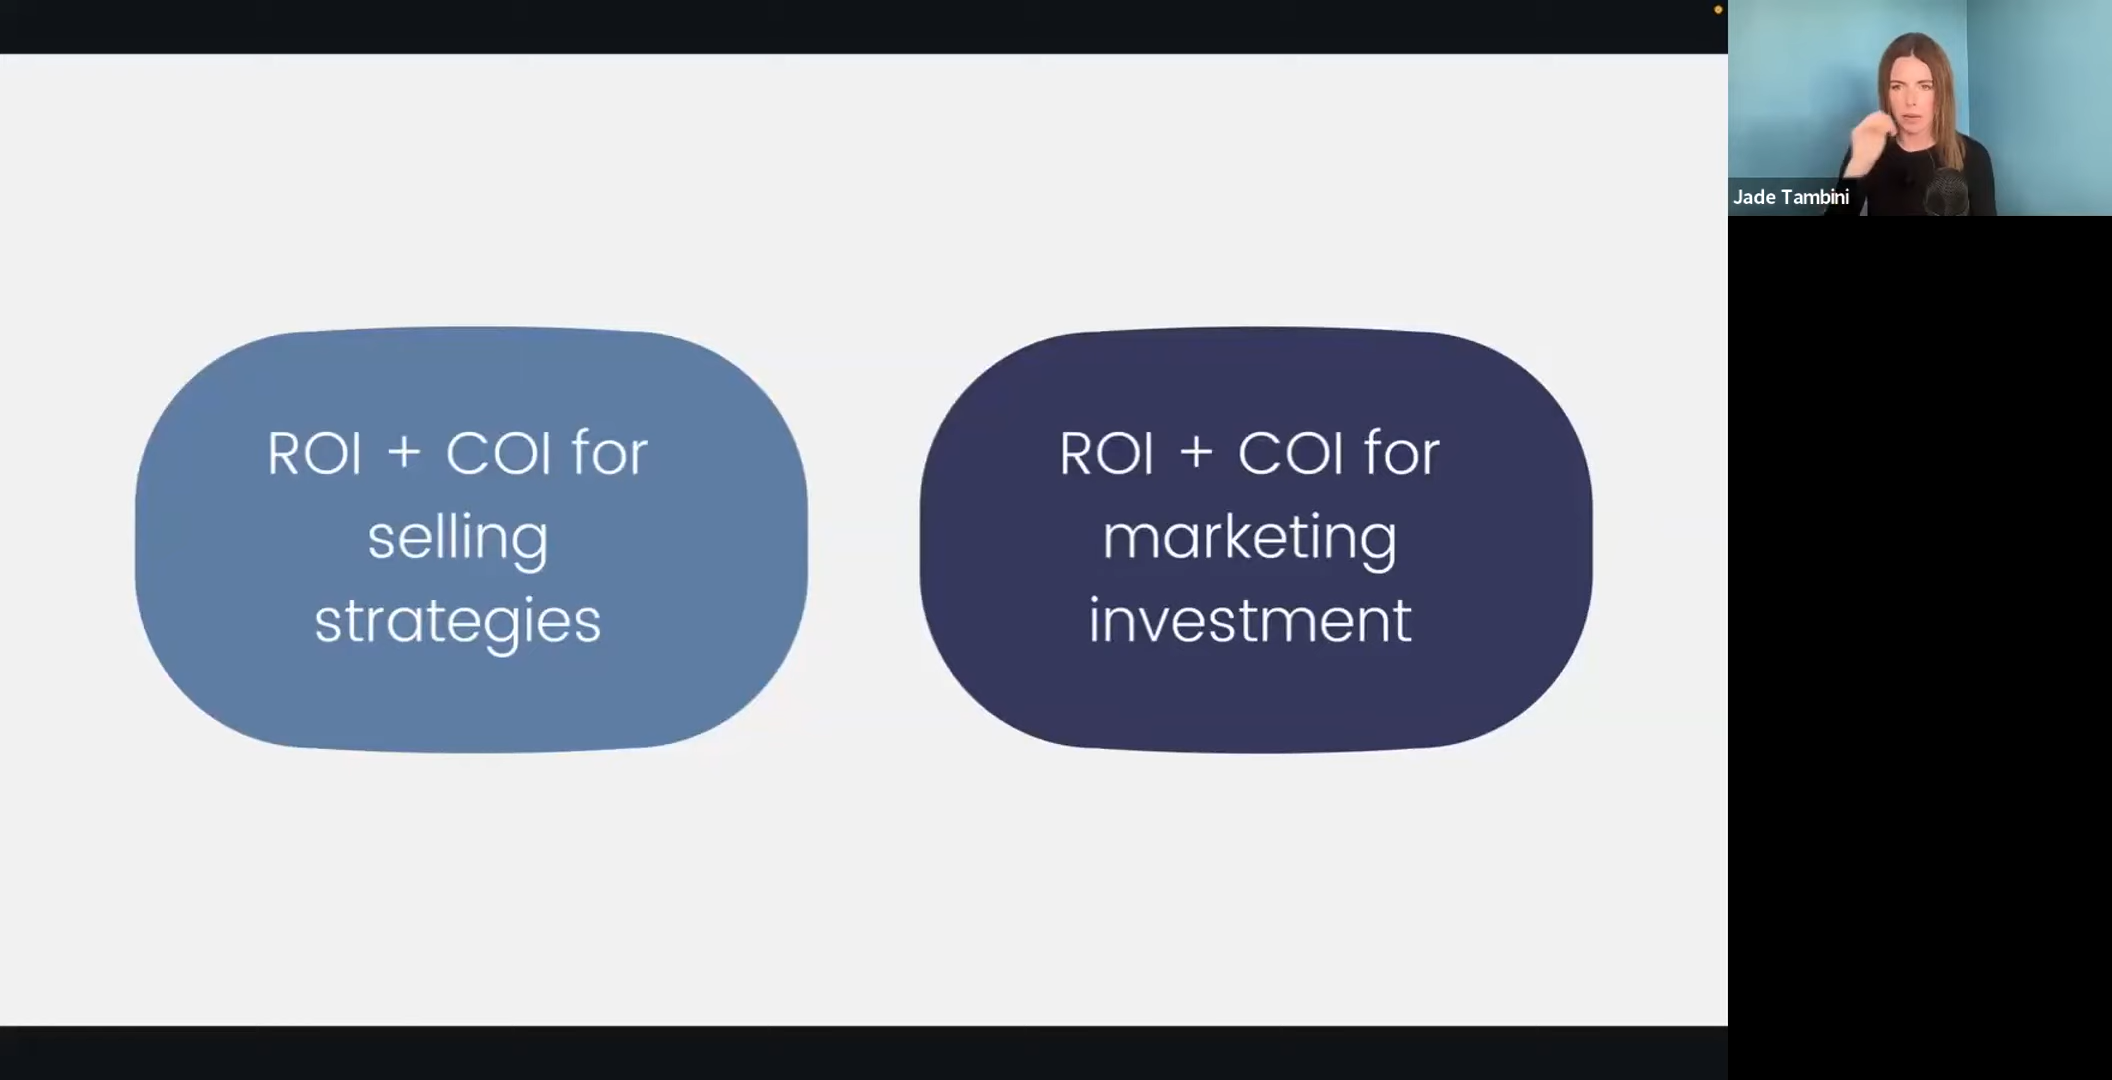 ROI + COI for
selling
strategies
ROI + COI for
marketing
investment
Jade Tambini